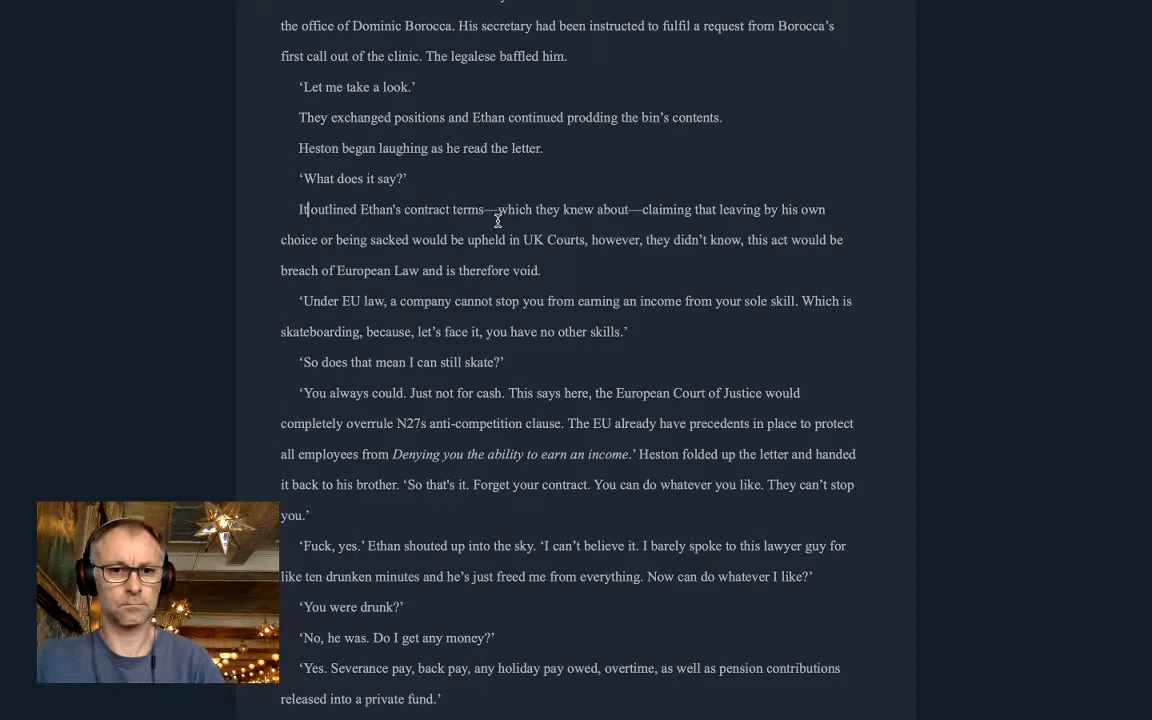 the office of Dominic Borocca. His secretary had been instructed to fulfil a request from Borocca’s
first call out of the clinic. The legalese baffled him.
‘Let me take a look.’
They exchanged positions and Ethan continued prodding the bin’s contents.
Heston began laughing as he read the letter.
‘What does it say?’
It outlined Ethan's contract terms—which they knew about—claiming that leaving by his own
choice or being sacked would be upheld in UK Courts, however, they didn’t know, this act would be
breach of European Law and is therefore void.
‘Under EU law, a company cannot stop you from earning an income from your sole skill. Which is
skateboarding, because, let’s face it, you have no other skills.’
‘So does that mean I can still skate?’
‘You always could. Just not for cash. This says here, the European Court of Justice would
completely overrule N27s anti-competition clause. The EU already have precedents in place to protect
all employees from Denying you the ability to earn an income.’ Heston folded up the letter and handed
it back to his brother. ‘So that's it. Forget your contract. You can do whatever you like. They can’t stop
you.’
‘Fuck, yes.’ Ethan shouted up into the sky. ‘I can’t believe it. I barely spoke to this lawyer guy for
like ten drunken minutes and he’s just freed me from everything. Now can do whatever I like?’
‘You were drunk?’
‘No, he was. Do I get any money?’
‘Yes. Severance pay, back pay, any holiday pay owed, overtime, as well as pension contributions
released into a private fund.’